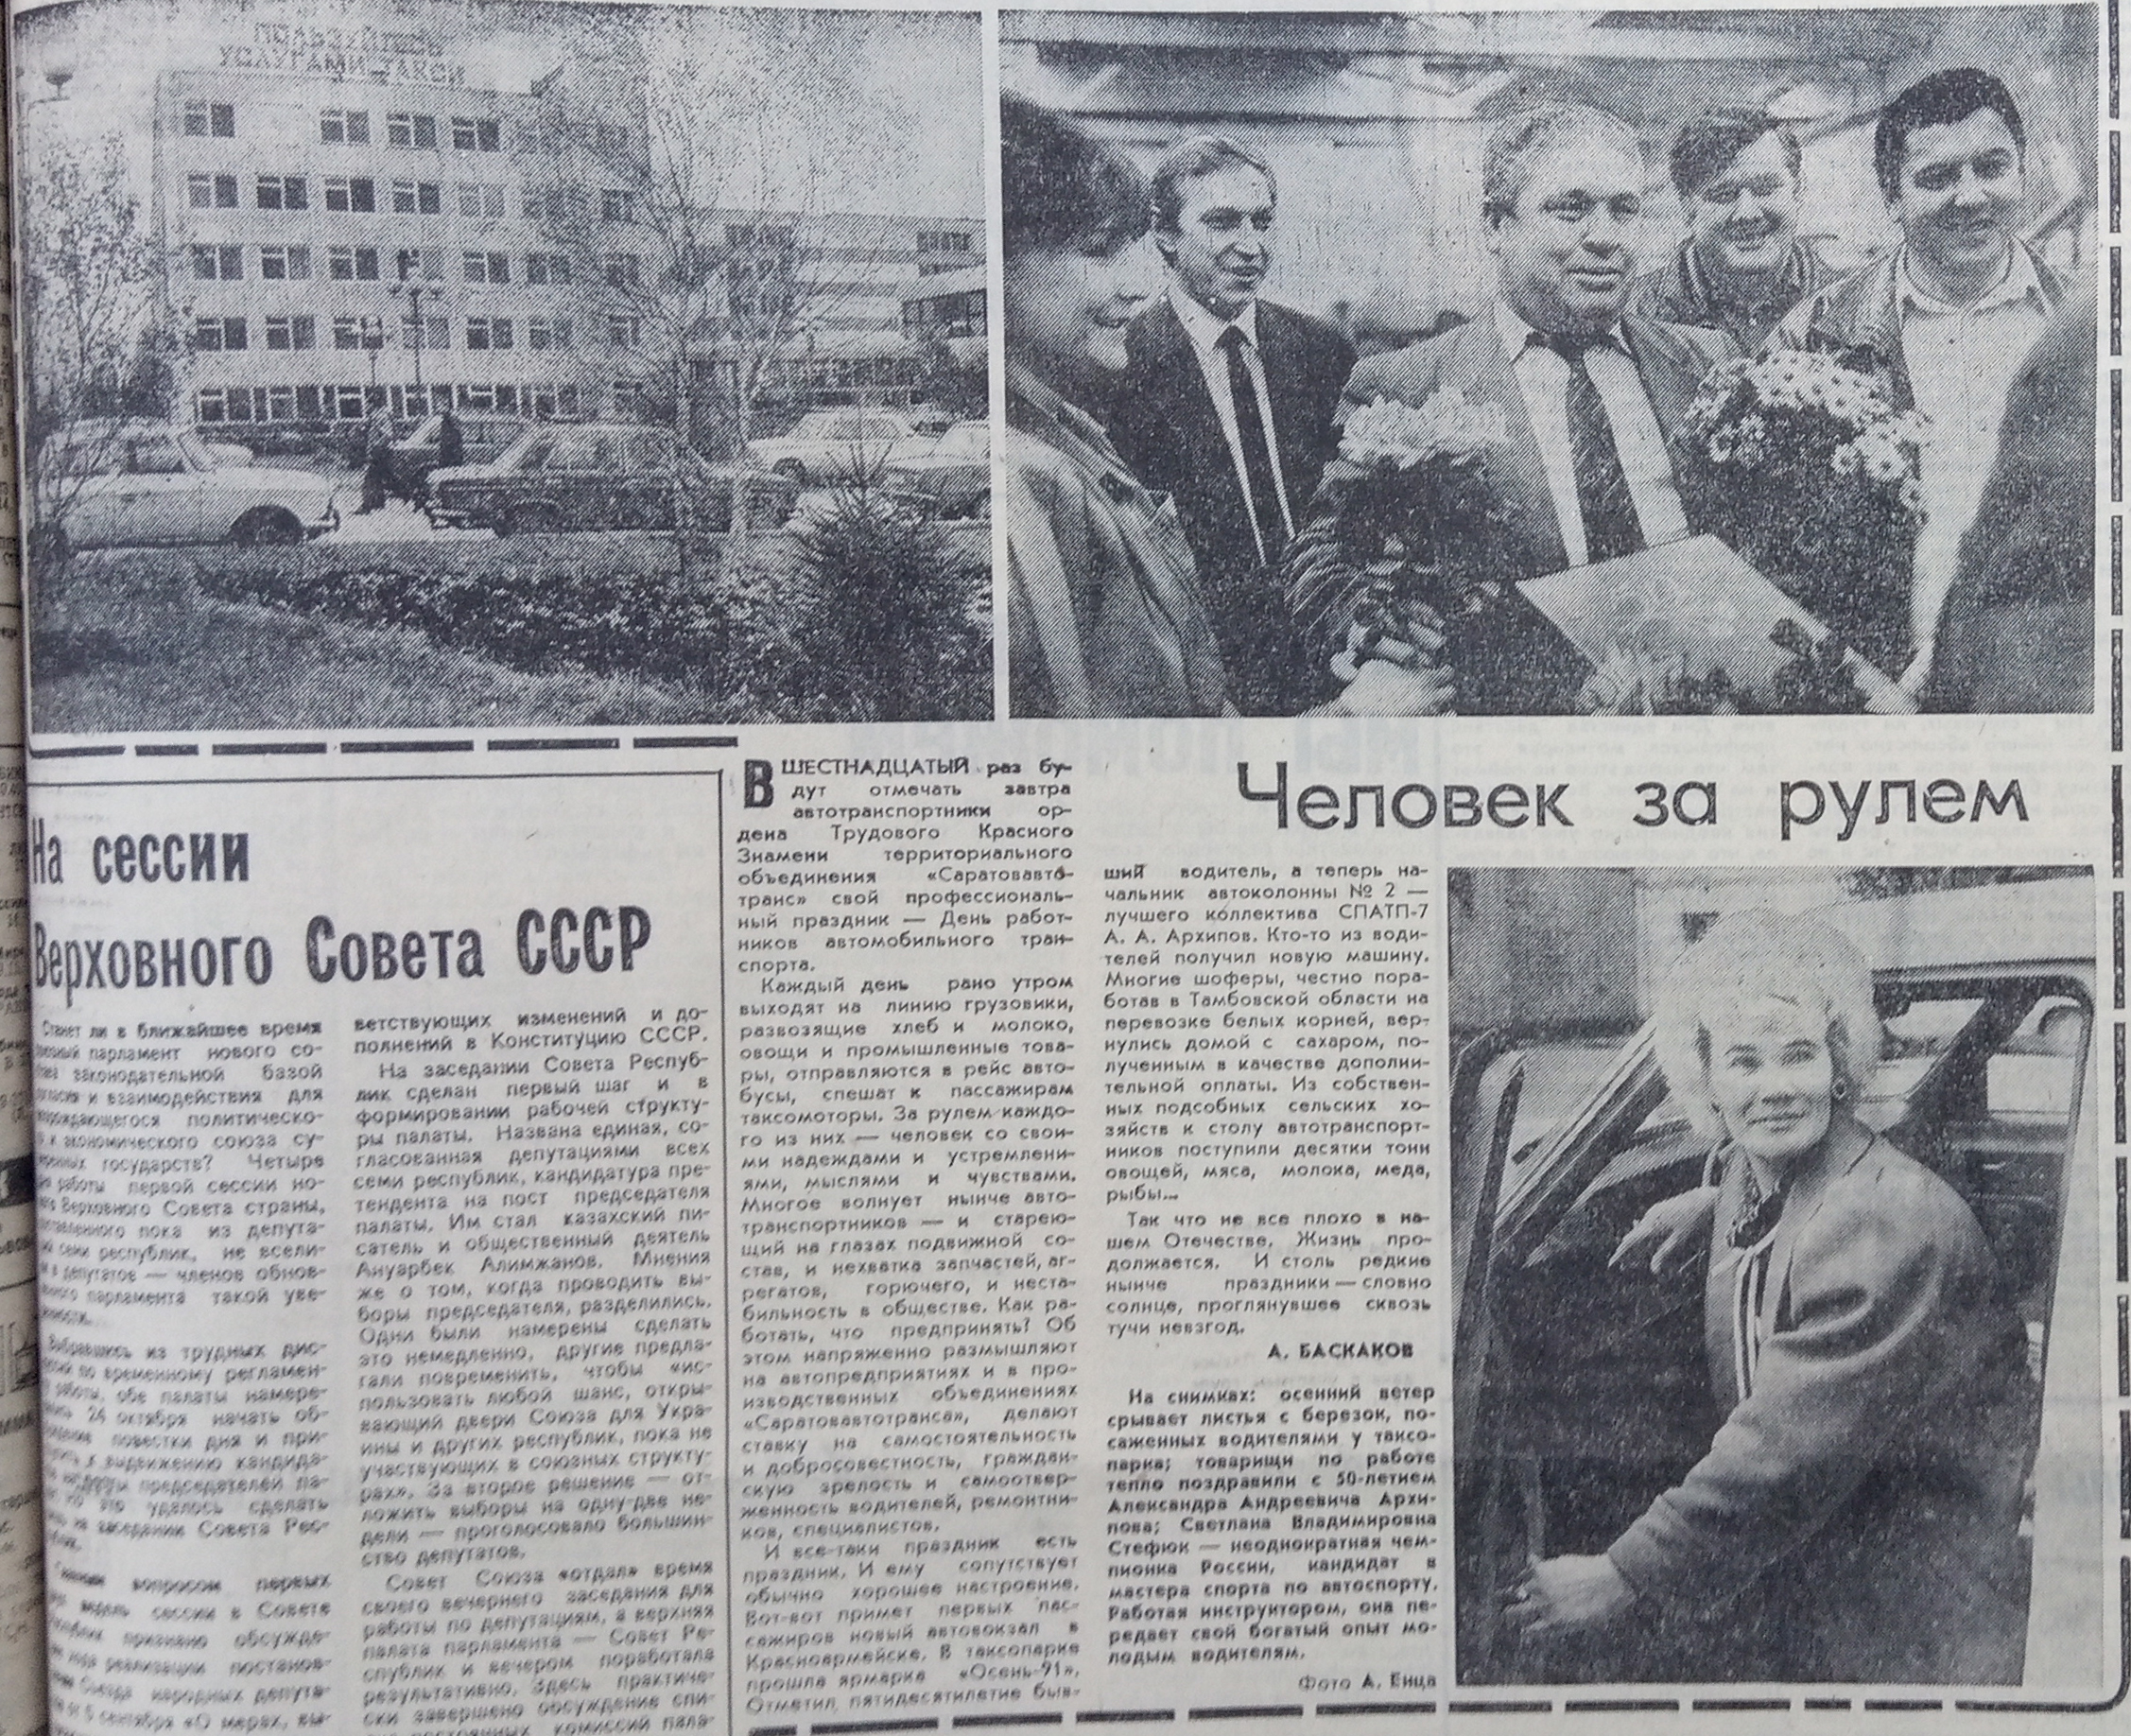 ПОЛЬЗУЙТЕСЬ
УСЛУГАМИ ТАКСИ
На сессии
Верховного Совета СССР
Станет ли в ближайшее время
парламент нового со-
законодательной базой
и взаимодействия для
политическо-
экономического союза су-
государств? Четыре
работы первой сессии но-
Верховного Совета страны,
пока из депута-
семи республик, не вселі-
в депутатов — членов обнов-
парламента такой уве-
из трудных дис-
по временному регламен-
работы, обе палаты намере-
24 октября начать об-
повестки дня и при-
к выдвижению кандида-
председателей па-
но это удалось сделать
на заседании Совета Рес-
вопросом первых
сессии в Совете
признано обсужде-
реализации постанов-
народных депута-
5 сентября «О мерах, вы-
ветствующих изменений и до-
полнений в Конституцию СССР.
На заседании Совета Респуб-
лик сделан первый шаг и в
формировании рабочей структу-
ры палаты. Названа единая, со-
гласованная депутациями всех
семи республик, кандидатура пре-
тендента на пост председателя
палаты. Им стал казахский пи-
сатель и общественный деятель
Ануарбек Алимжанов. Мнения
же о том, когда проводить вы-
боры председателя, разделились.
Одни были намерены сделать
это немедленно, другие предла-
гали повременить, чтобы «ис-
пользовать любой шанс, откры-
вающий двери Союза для Укра-
ины и других республик, пока не
участвующих в союзных структу-
рах». За второе решение — от-
ложить выборы на одну-две не-
дели — проголосовало большин-
ство депутатов.
Совет Союза «отдал» время
своего вечернего заседания для
работы по депутациям, а верхняя
палата парламента — Совет Ре-
спублик и вечером поработала
результативно. Здесь практиче-
ски завершено обсуждение спи-
постоянных комиссий пала-
В ШЕСТНАДЦАТЫЙ раз бу-
дут отмечать завтра
автотранспортники ор-
дена Трудового Красного
Знамени территориального
объединения «Саратовавто-
транс» свой профессиональ-
ный праздник — День работ-
ников автомобильного тран-
спорта.
Каждый день рано утром
выходят на линию грузовики,
развозящие хлеб и молоко,
овощи и промышленные това-
ры, отправляются в рейс авто-
бусы, спешат к пассажирам
таксомоторы. За рулем каждо-
го из них — человек со свои-
ми надеждами и устремлени-
ями, мыслями и чувствами.
Многое волнует нынче авто-
транспортников — и старею-
щий на глазах подвижной со-
став, и нехватка запчастей, аг-
регатов, горючего, и неста-
бильность в обществе. Как ра-
ботать, что предпринять? Об
этом напряженно размышляют
на автопредприятиях и в про-
изводственных объединениях
«Саратовавтотранса», делают
ставку на самостоятельность
и добросовестность, граждан-
скую зрелость и самоотвер-
женность водителей, ремонтни-
ков, специалистов.
И все-таки праздник есть
праздник. И ему сопутствует
обычно хорошее настроение.
Вот-вот примет первых пас-
сажиров новый автовокзал в
Красноармейске. В таксопарке
прошла ярмарка «Осень-91».
Отметил пятидесятилетие быв-
Человек за рулем
ший водитель, а теперь на-
чальник автоколонны № 2 —
лучшего коллектива СПАТП-7
А. А. Архипов. Кто-то из води-
телей получил новую машину.
Многие шоферы, честно пора-
ботав в Тамбовской области на
перевозке белых корней, вер-
нулись домой с сахаром, по-
лученным в качестве дополни-
тельной оплаты. Из собствен-
ных подсобных сельских хо-
зяйств к столу автотранспорт-
ников поступили десятки тонн
овощей, мяса, молока, меда,
рыбы...
Так что не все плохо в на-
шем Отечестве. Жизнь про-
должается. И столь редкие
нынче праздники — словно
солнце, проглянувшее сквозь
тучи невзгод.
А. БАСКАКОВ
На снимках: осенний ветер
срывает листья с березок, по-
саженных водителями у таксо-
парка; товарищи по работе
тепло поздравили с 50-летием
Александра Андреевича Архи-
пова; Светлана Владимировна
Стефюк — неоднократная чем-
пионка России, кандидат в
мастера спорта по автоспорту.
Работая инструктором, она пе-
редает свой богатый опыт мо-
лодым водителям.
Фото А. Енца